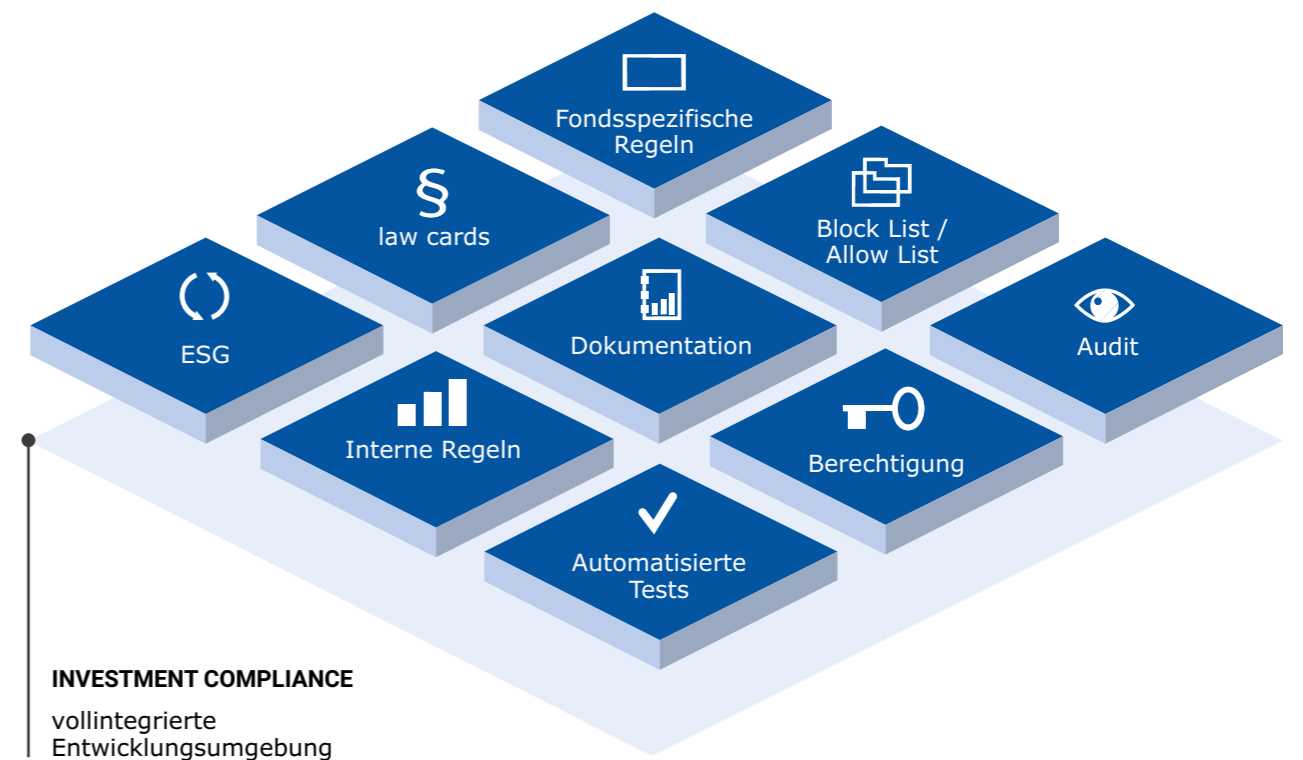 Fondsspezifische
Regeln
§
law cards
Block List /
Allow List
ESG
Dokumentation
Audit
Interne Regeln
Berechtigung
Automatisierte
Tests
INVESTMENT COMPLIANCE
vollintegrierte
Entwicklungsumgebung